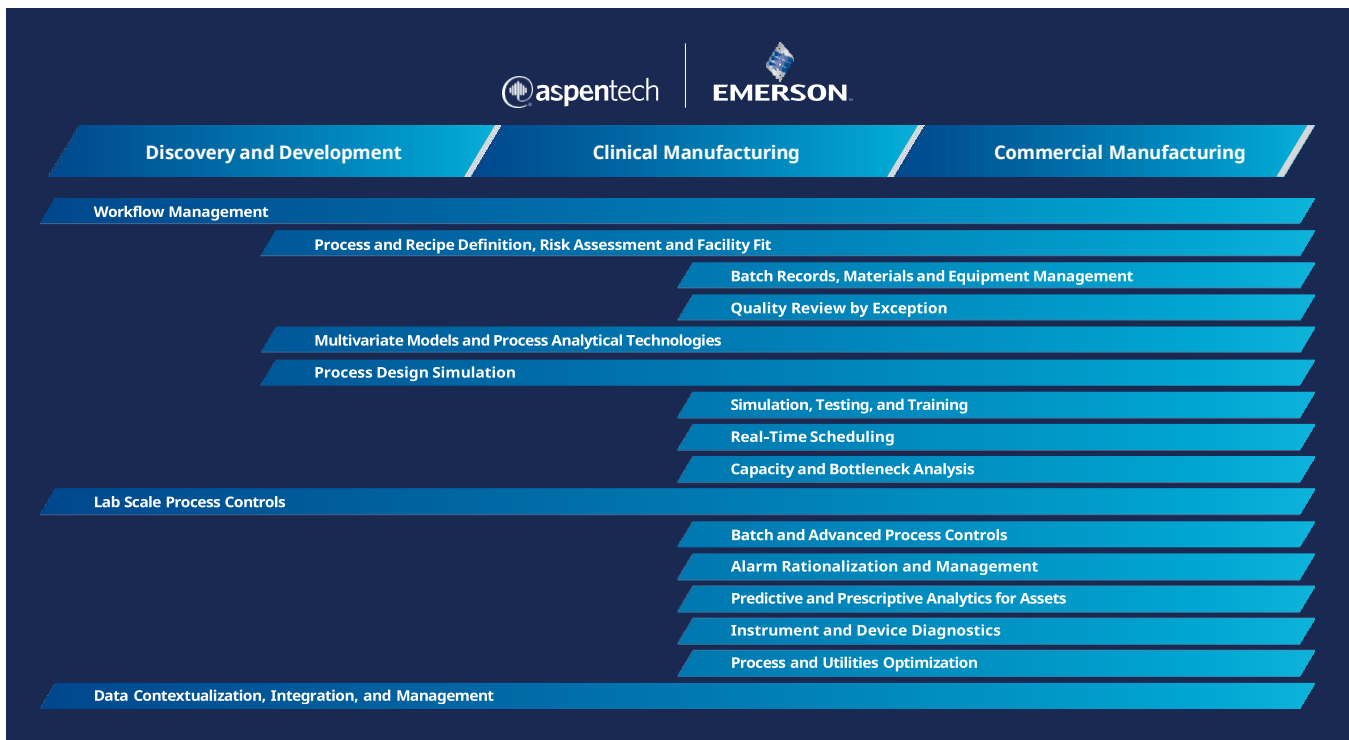 aspentech
EMERSON
Discovery and Development
Clinical Manufacturing
Commercial Manufacturing
Workflow Management
Process and Recipe Definition, Risk Assessment and Facility Fit
Batch Records, Materials and Equipment Management
Quality Review by Exception
Multivariate Models and Process Analytical Technologies
Process Design Simulation
Simulation, Testing, and Training
Real-Time Scheduling
Capacity and Bottleneck Analysis
Lab Scale Process Controls
Batch and Advanced Process Controls
Alarm Rationalization and Management
Predictive and Prescriptive Analytics for Assets
Instrument and Device Diagnostics
Process and Utilities Optimization
Data Contextualization, Integration, and Management